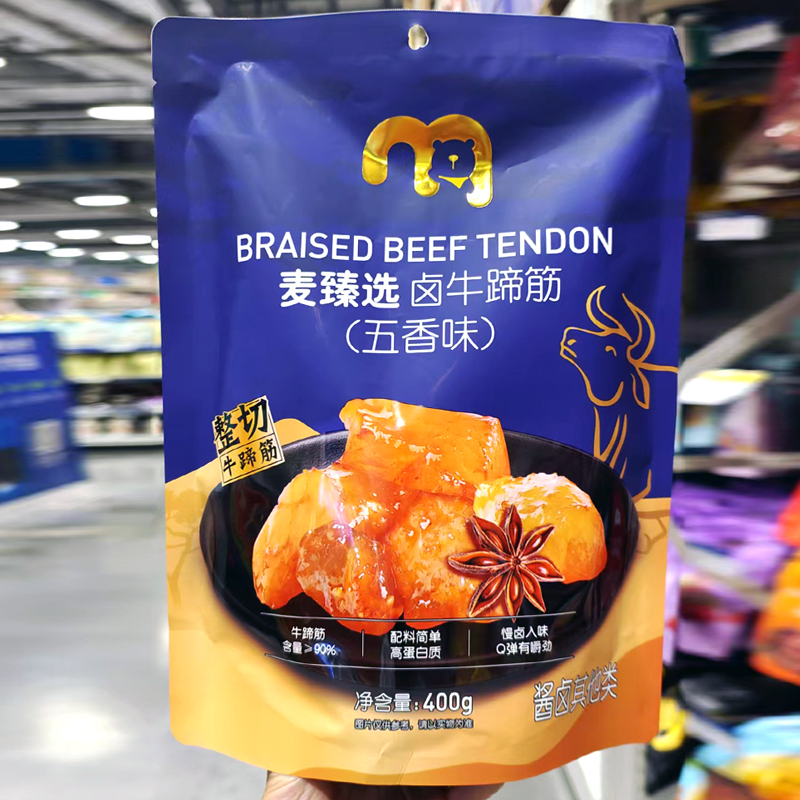 BRAISED BEEF TENDON
麦臻选 卤牛蹄筋
（五香味）
整切
牛蹄筋
牛蹄筋
含量≥90%
配料简单
高蛋白质
慢卤入味
Q弹有嚼劲
净含量：400g
酱卤其他类
图片仅供参考，请以实物为准